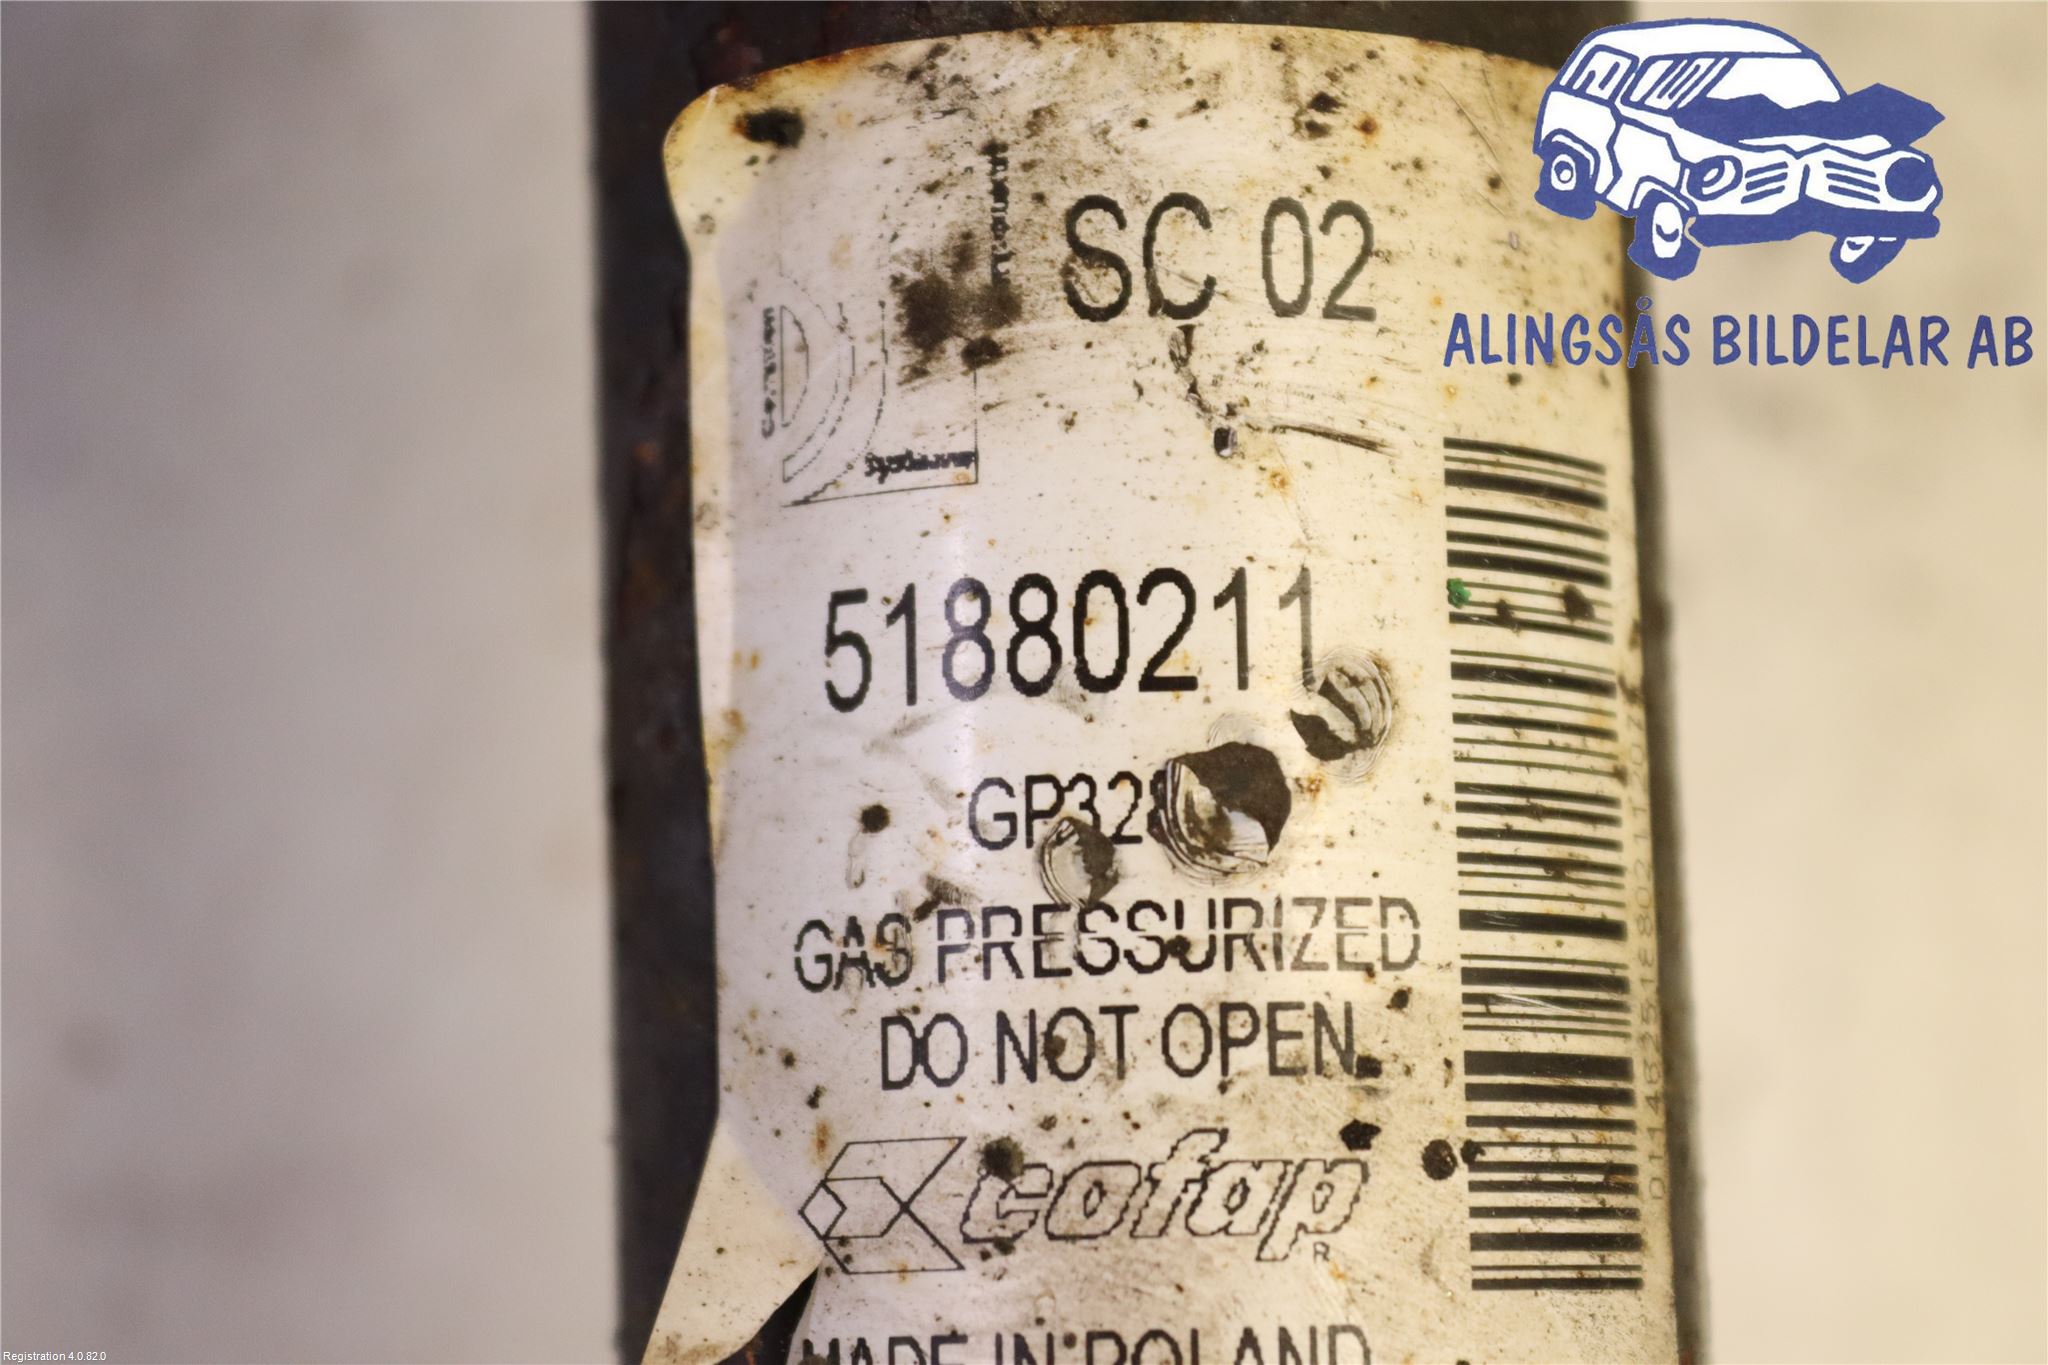 SC 02
ALINGSÅS BILDELAR AB
51880211
GAS PRESSURIZED
DO NOT OPEN
cofap
R
MADE IN POLAND
Registration 4.0.82.0